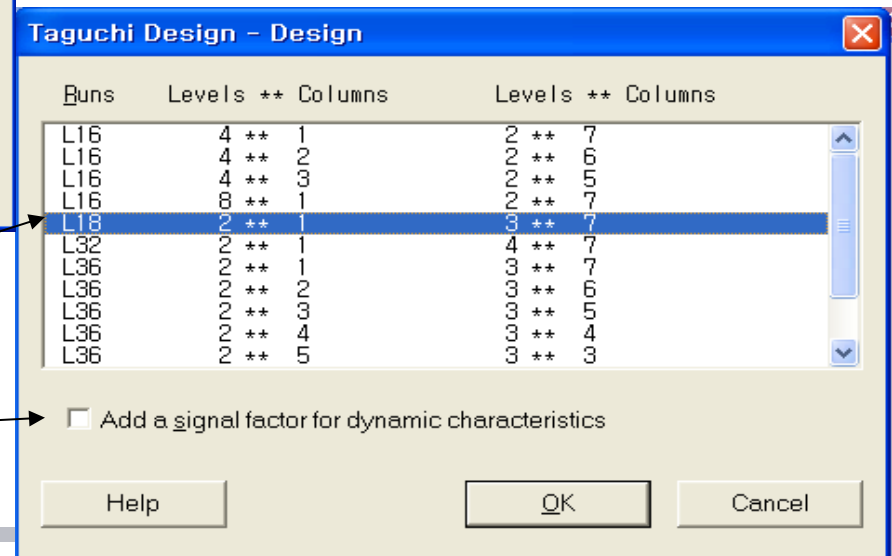 Taguchi Design - Design
Runs Levels ** Columns Levels ** Columns
L16 4 ** 1 2 ** 7
L16 4 ** 2 2 ** 6
L16 4 ** 3 2 ** 5
L16 8 ** 1 2 ** 7
L18 2 ** 1 3 ** 7
L32 2 ** 1 4 ** 7
L36 2 ** 1 3 ** 7
L36 2 ** 2 3 ** 6
L36 2 ** 3 3 ** 5
L36 2 ** 4 3 ** 4
L36 2 ** 5 3 ** 3
Add a signal factor for dynamic characteristics
Help OK Cancel